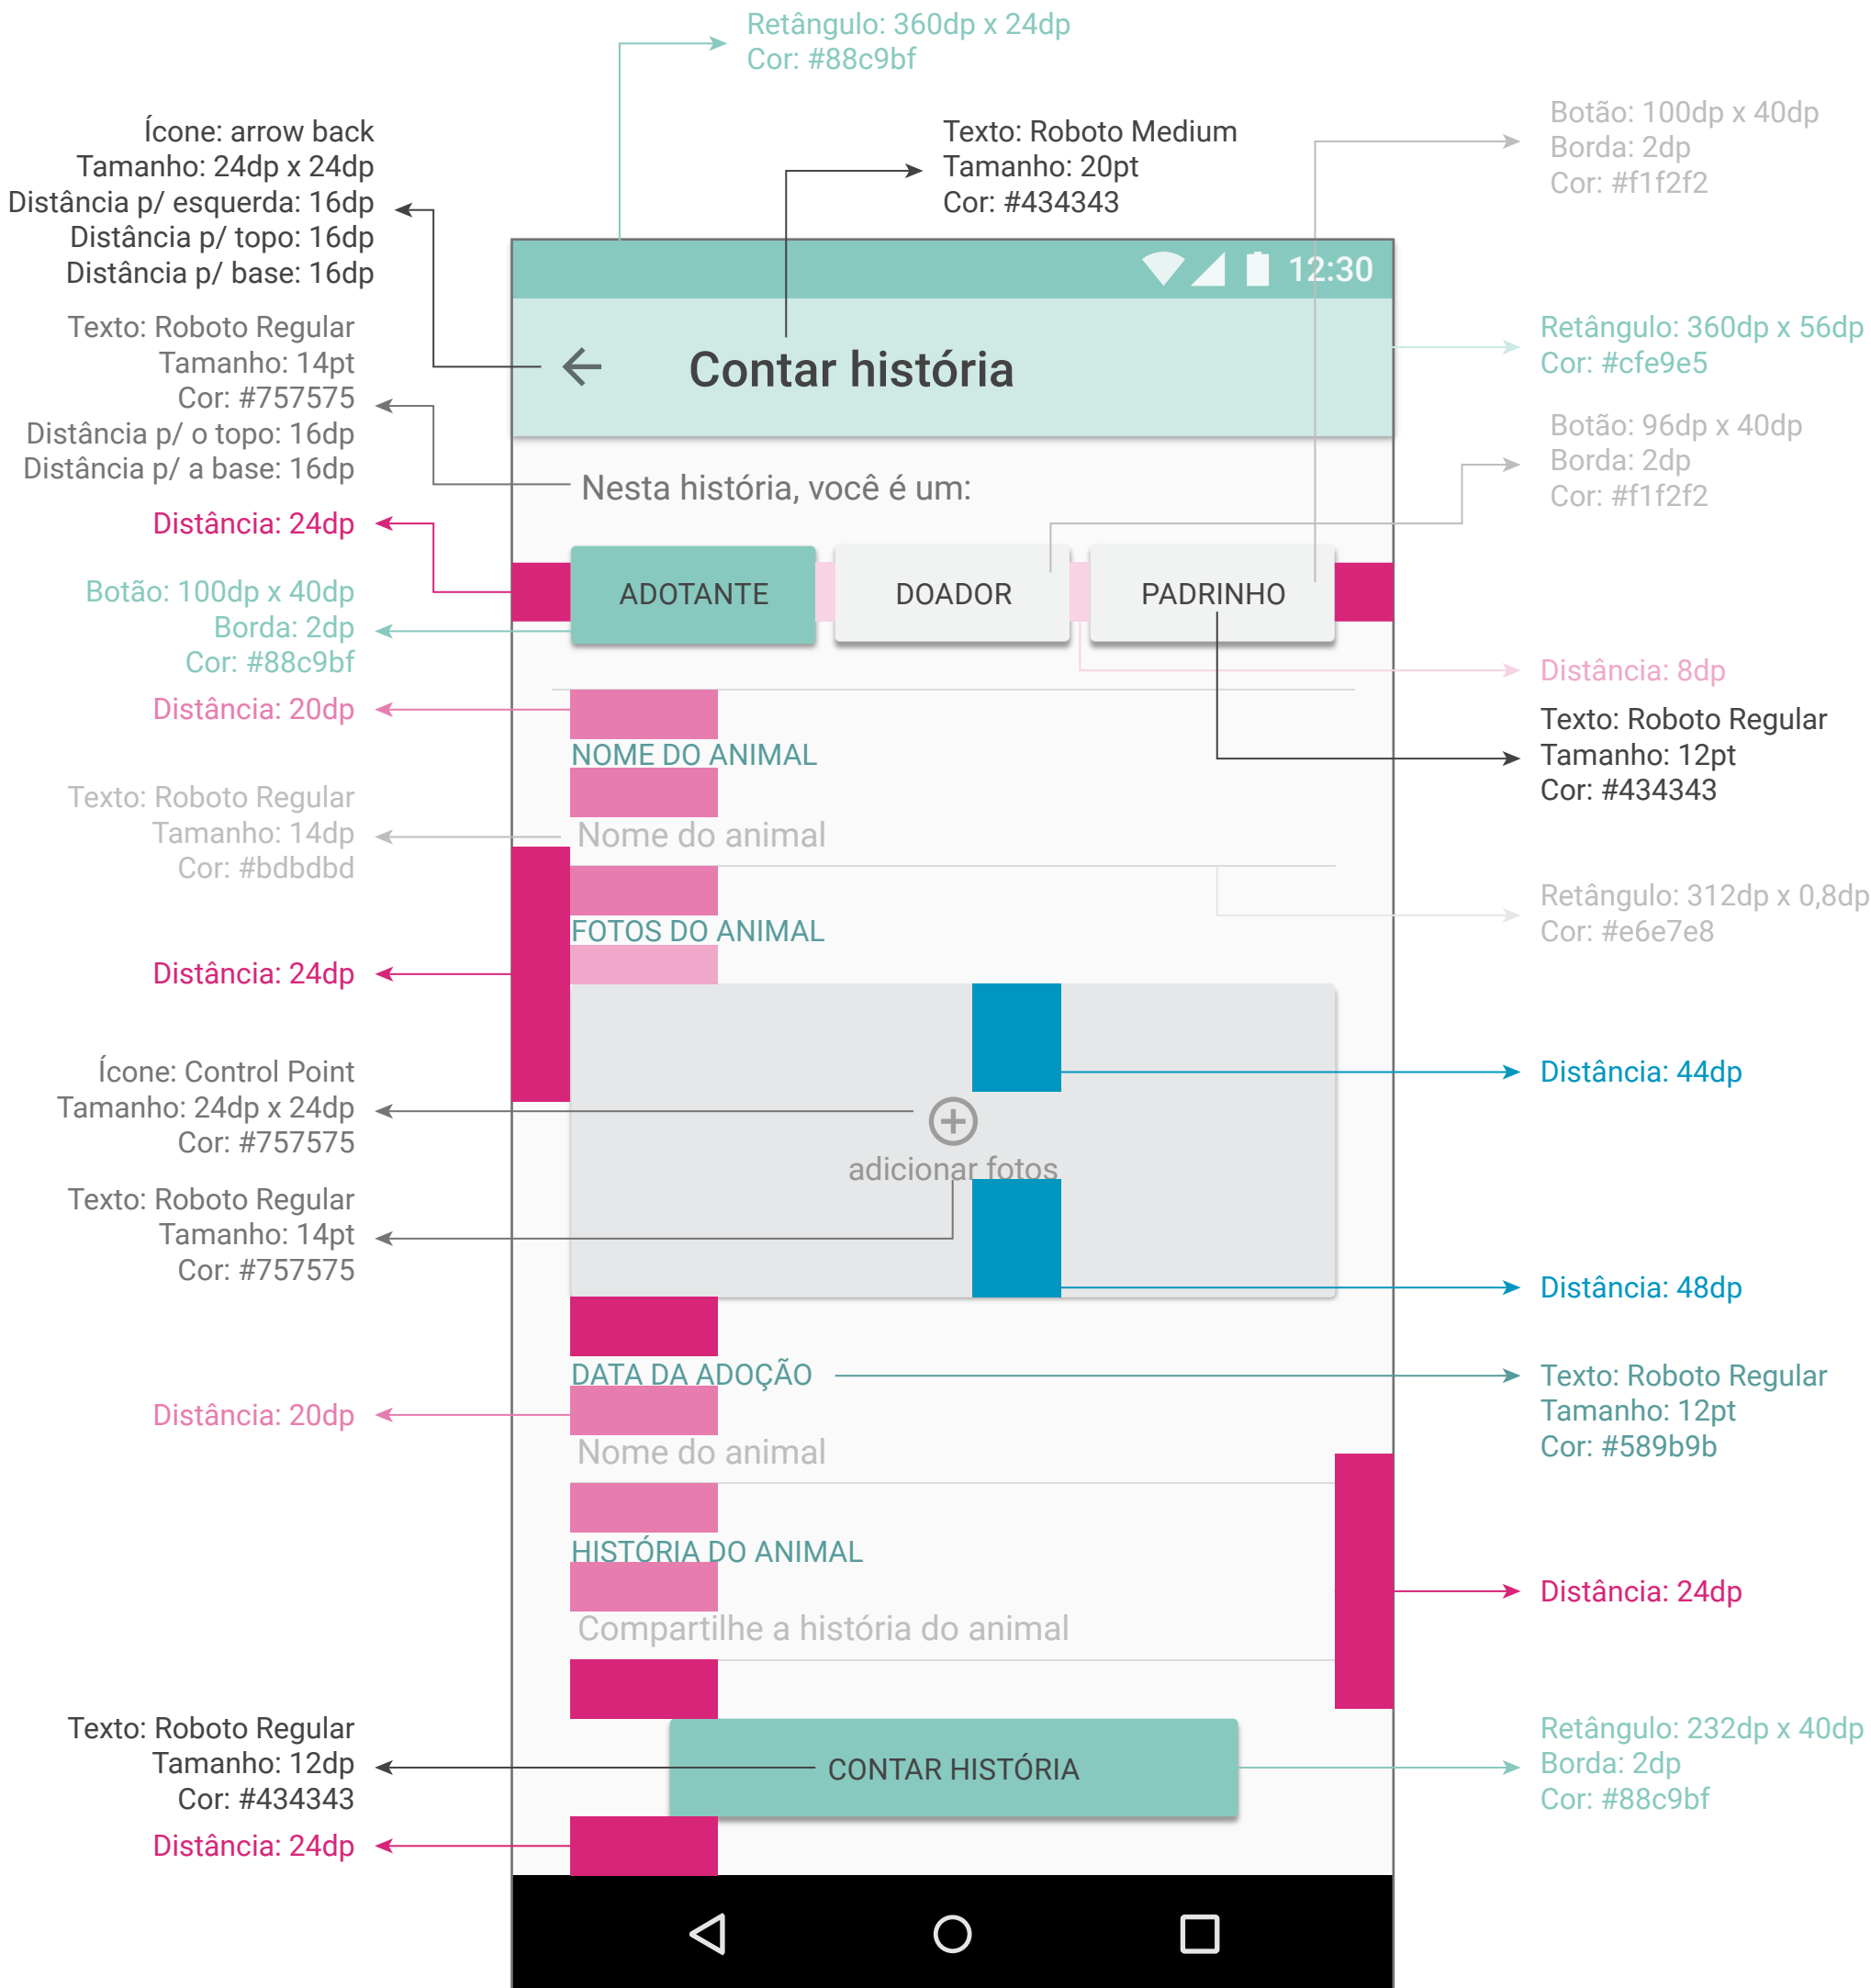 Retângulo: 360dp x 24dp
Cor: #88c9bf
Ícone: arrow back
Tamanho: 24dp x 24dp
Distância p/ esquerda: 16dp
Distância p/ topo: 16dp
Distância p/ base: 16dp
Texto: Roboto Medium
Tamanho: 20pt
Cor: #434343
Botão: 100dp x 40dp
Borda: 2dp
Cor: #f1f2f2
12:30
Texto: Roboto Regular
Tamanho: 14pt
Cor: #757575
Distância p/ o topo: 16dp
Distância p/ a base: 16dp
Contar história
Retângulo: 360dp x 56dp
Cor: #cfe9e5
Botão: 96dp x 40dp
Borda: 2dp
Cor: #f1f2f2
Nesta história, você é um:
Distância: 24dp
Botão: 100dp x 40dp
Borda: 2dp
Cor: #88c9bf
ADOTANTE
DOADOR
PADRINHO
Distância: 8dp
Distância: 20dp
Texto: Roboto Regular
Tamanho: 12pt
Cor: #434343
NOME DO ANIMAL
Texto: Roboto Regular
Tamanho: 14dp
Cor: #bdbdbd
Nome do animal
Retângulo: 312dp x 0,8dp
Cor: #e6e7e8
FOTOS DO ANIMAL
Distância: 24dp
Ícone: Control Point
Tamanho: 24dp x 24dp
Cor: #757575
Distância: 44dp
adicionar fotos
Texto: Roboto Regular
Tamanho: 14pt
Cor: #757575
Distância: 48dp
DATA DA ADOÇÃO
Texto: Roboto Regular
Tamanho: 12pt
Cor: #589b9b
Distância: 20dp
Nome do animal
HISTÓRIA DO ANIMAL
Distância: 24dp
Compartilhe a história do animal
Texto: Roboto Regular
Tamanho: 12dp
Cor: #434343
CONTAR HISTÓRIA
Retângulo: 232dp x 40dp
Borda: 2dp
Cor: #88c9bf
Distância: 24dp